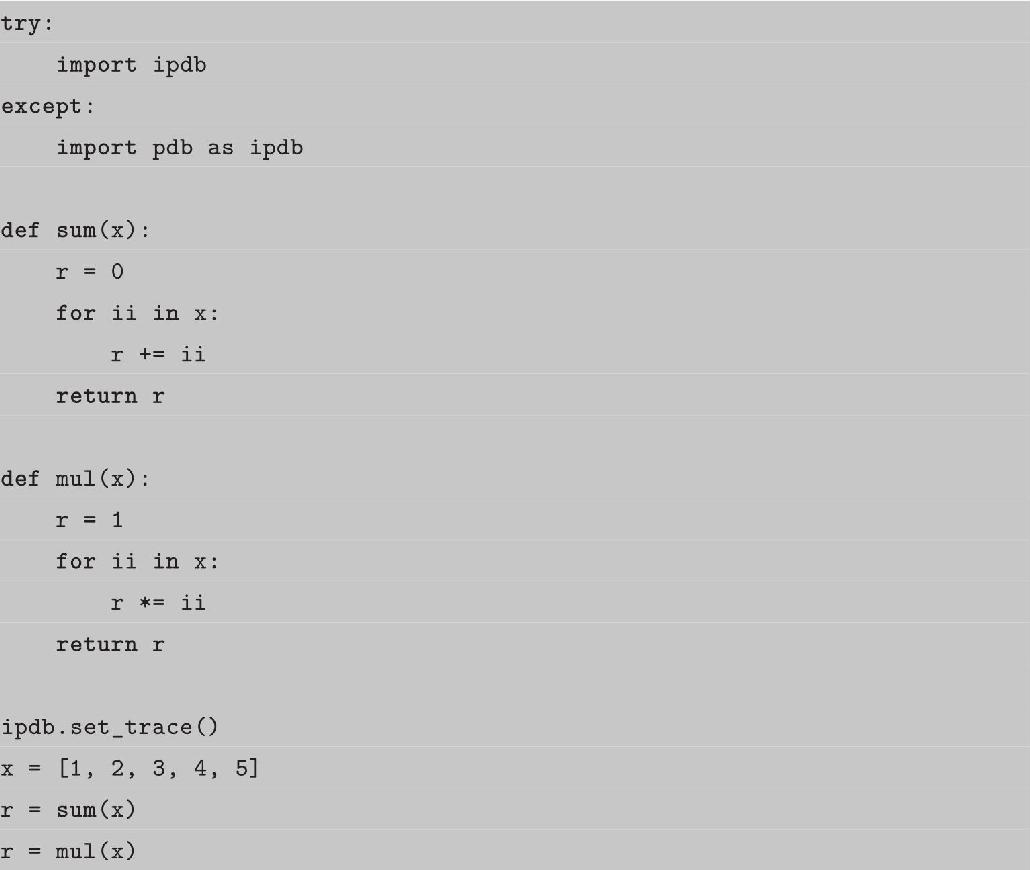 try:
    import ipdb
except:
    import pdb as ipdb

def sum(x):
    r = 0
    for ii in x:
        r += ii
    return r

def mul(x):
    r = 1
    for ii in x:
        r *= ii
    return r

ipdb.set_trace()
x = [1, 2, 3, 4, 5]
r = sum(x)
r = mul(x)